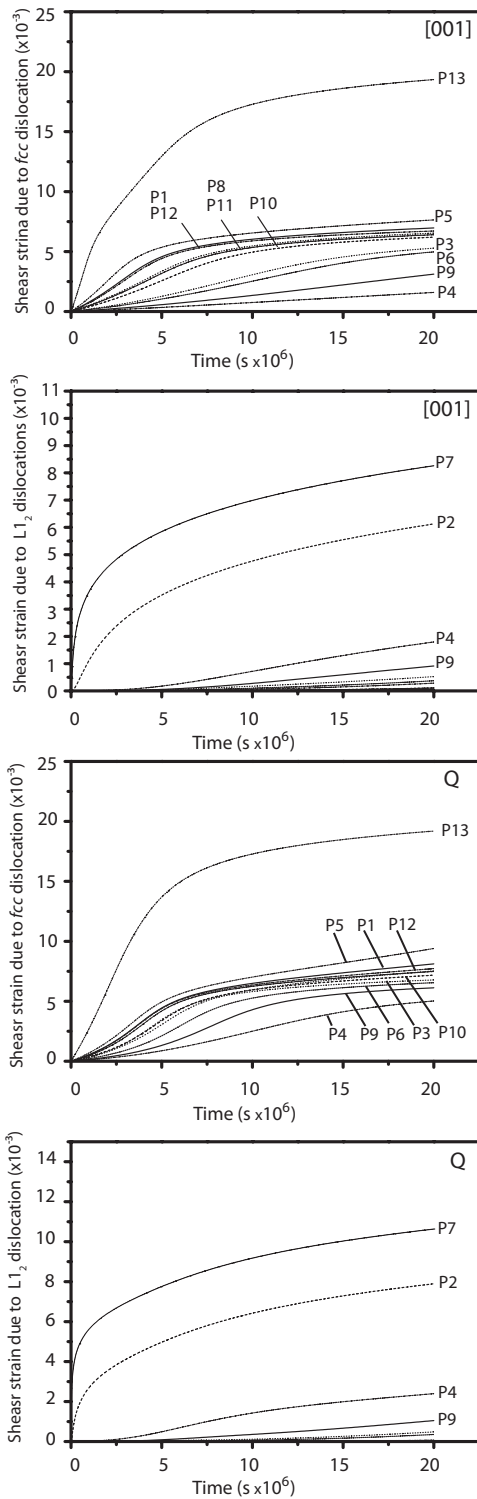 Shesr strina due to fcc dislocation (x10⁻³)
[001]
25
20
15
10
5
0
P13
P1
P12
P8
P11
P10
P5
P3
P6
P9
P4
0 5 10 15 20
Time (s x10⁶)
Sheasr strain due to L1₂ dislocations (x10⁻³)
[001]
11
10
9
8
7
6
5
4
3
2
1
0
P7
P2
P4
P9
0 5 10 15 20
Time (s x10⁶)
Sheasr strain due to fcc dislocation (x10⁻³)
Q
25
20
15
10
5
0
P13
P5 P1 P12
P4 P9 P6 P3 P10
0 5 10 15 20
Time (s x10⁶)
Sheasr strain due to L1₂ dislocation (x10⁻³)
Q
14
12
10
8
6
4
2
0
P7
P2
P4
P9
0 5 10 15 20
Time (s x10⁶)